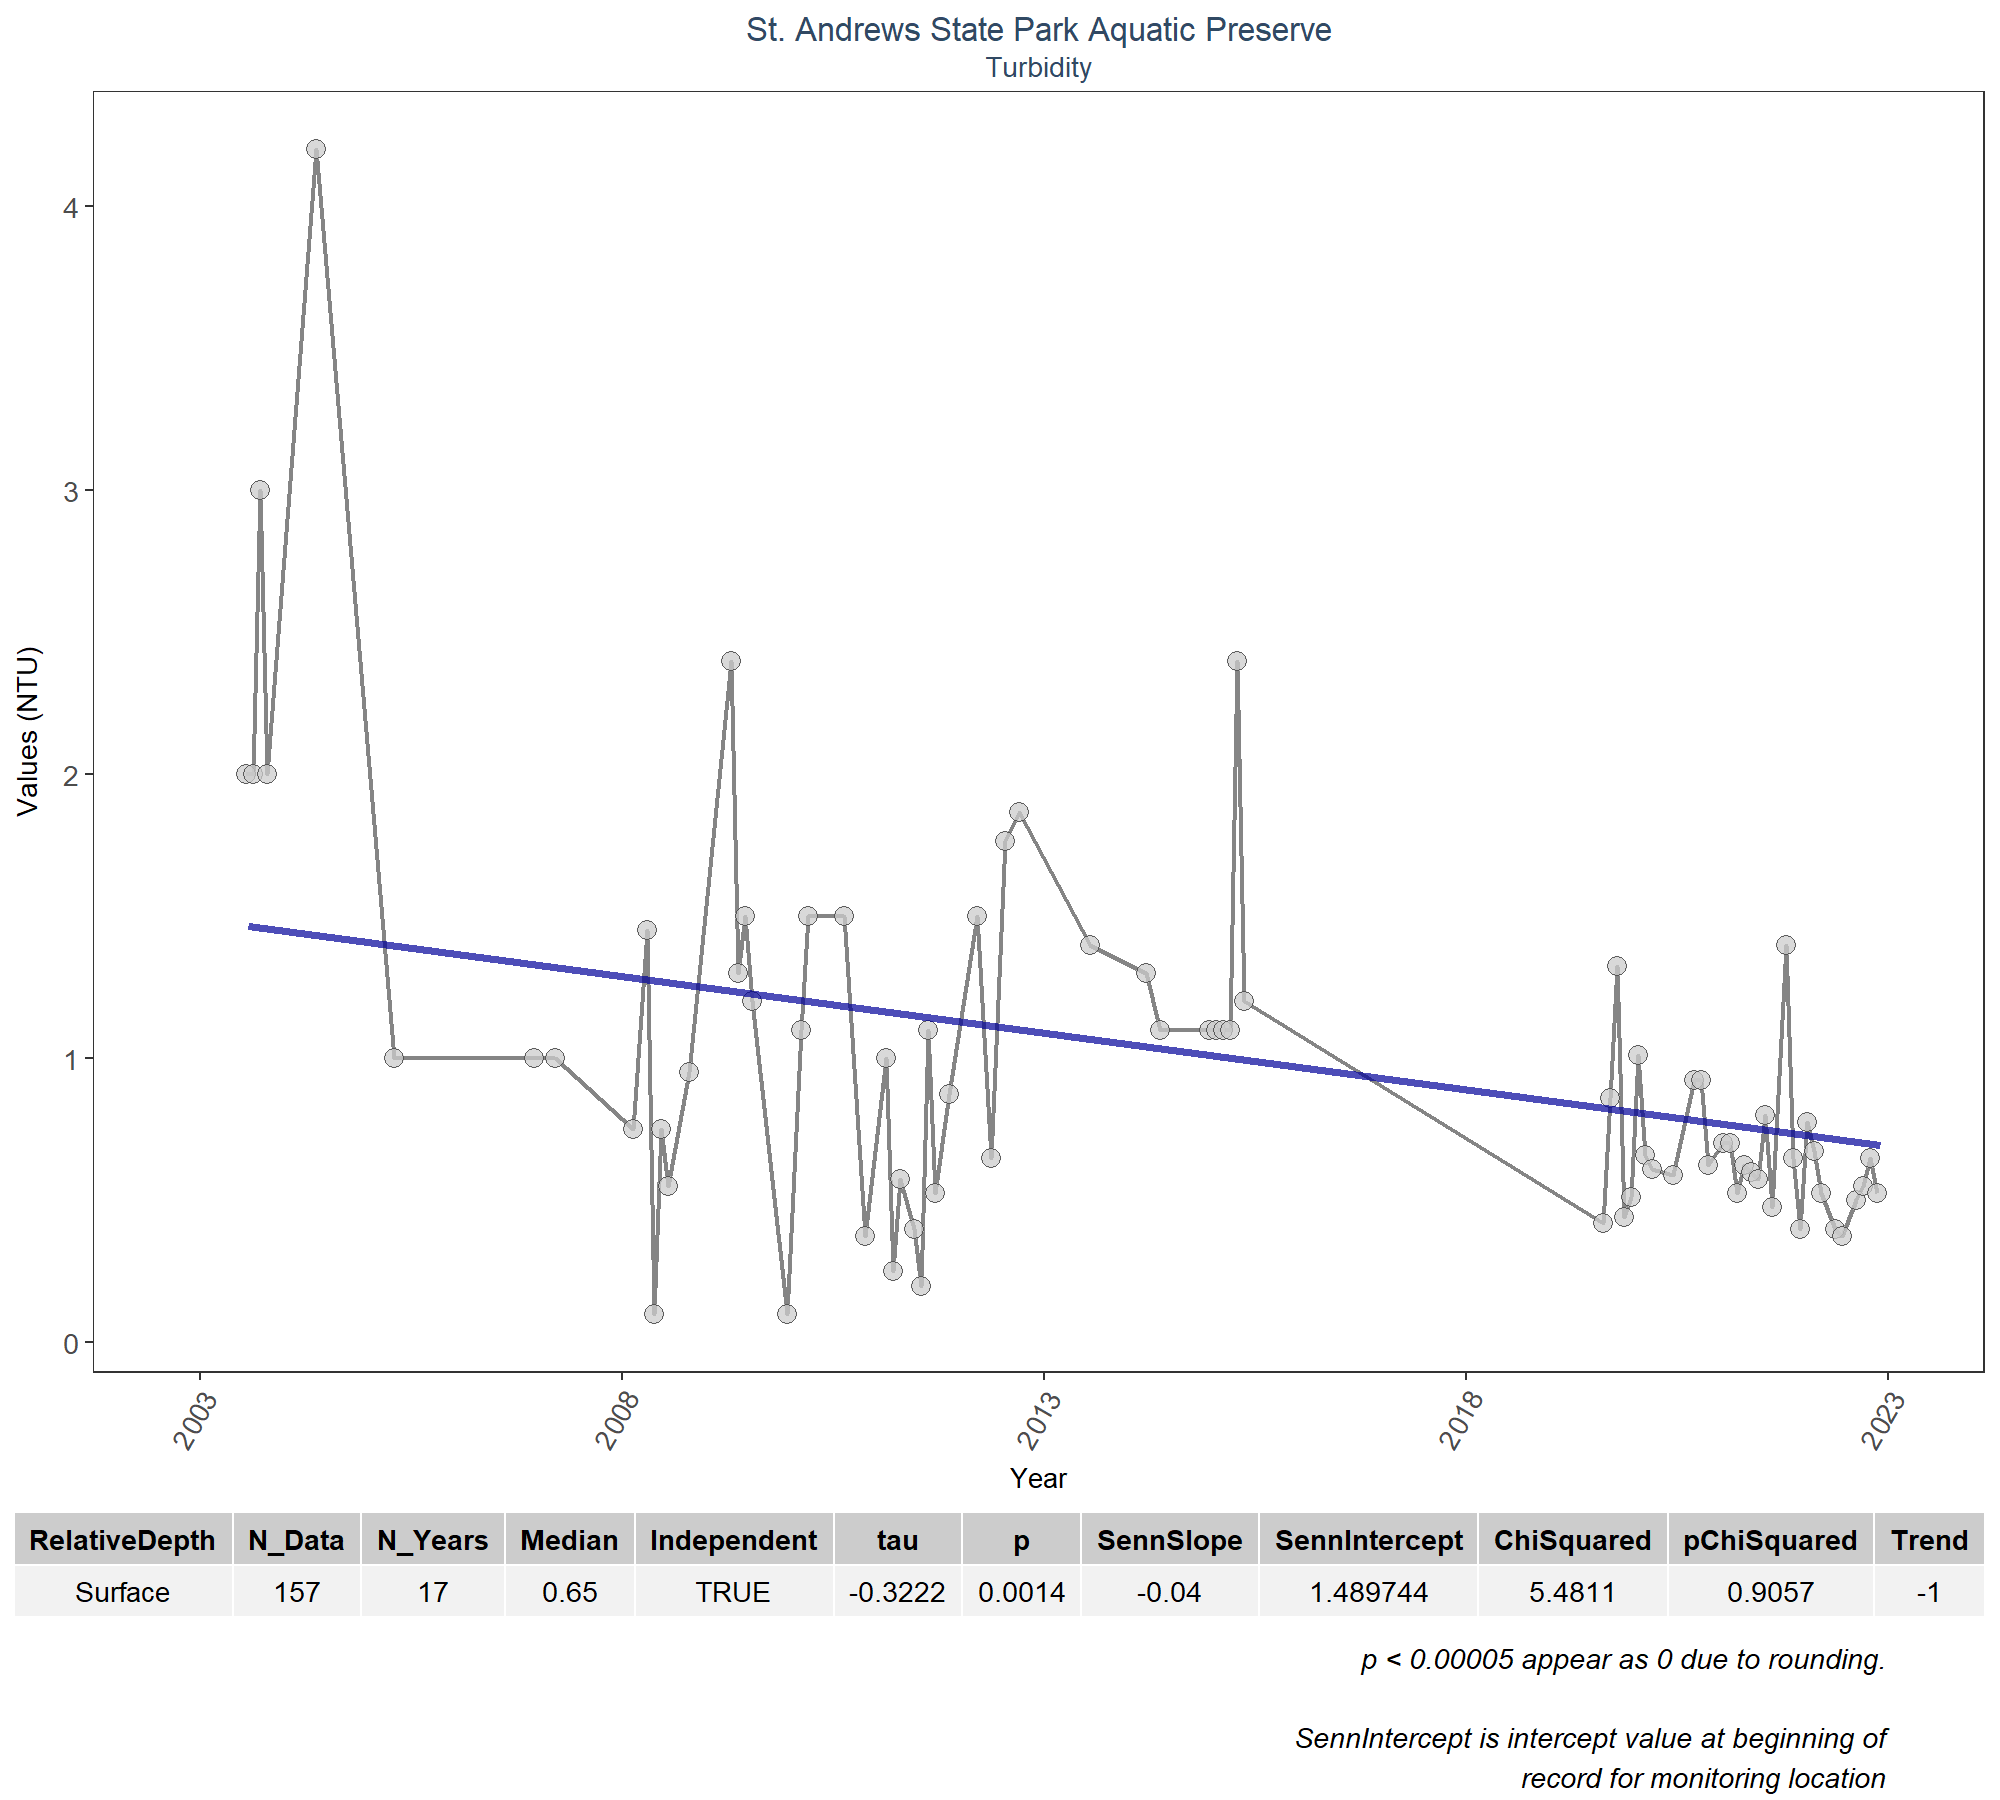 St. Andrews State Park Aquatic Preserve
Turbidity
Values (NTU)
4
3
2
1
0
2003 2008 2013 2018 2023
Year
RelativeDepth N_Data N_Years Median Independent tau p SennSlope SennIntercept ChiSquared pChiSquared Trend
Surface 157 17 0.65 TRUE -0.3222 0.0014 -0.04 1.489744 5.4811 0.9057 -1
p < 0.00005 appear as 0 due to rounding.
SennIntercept is intercept value at beginning of
record for monitoring location